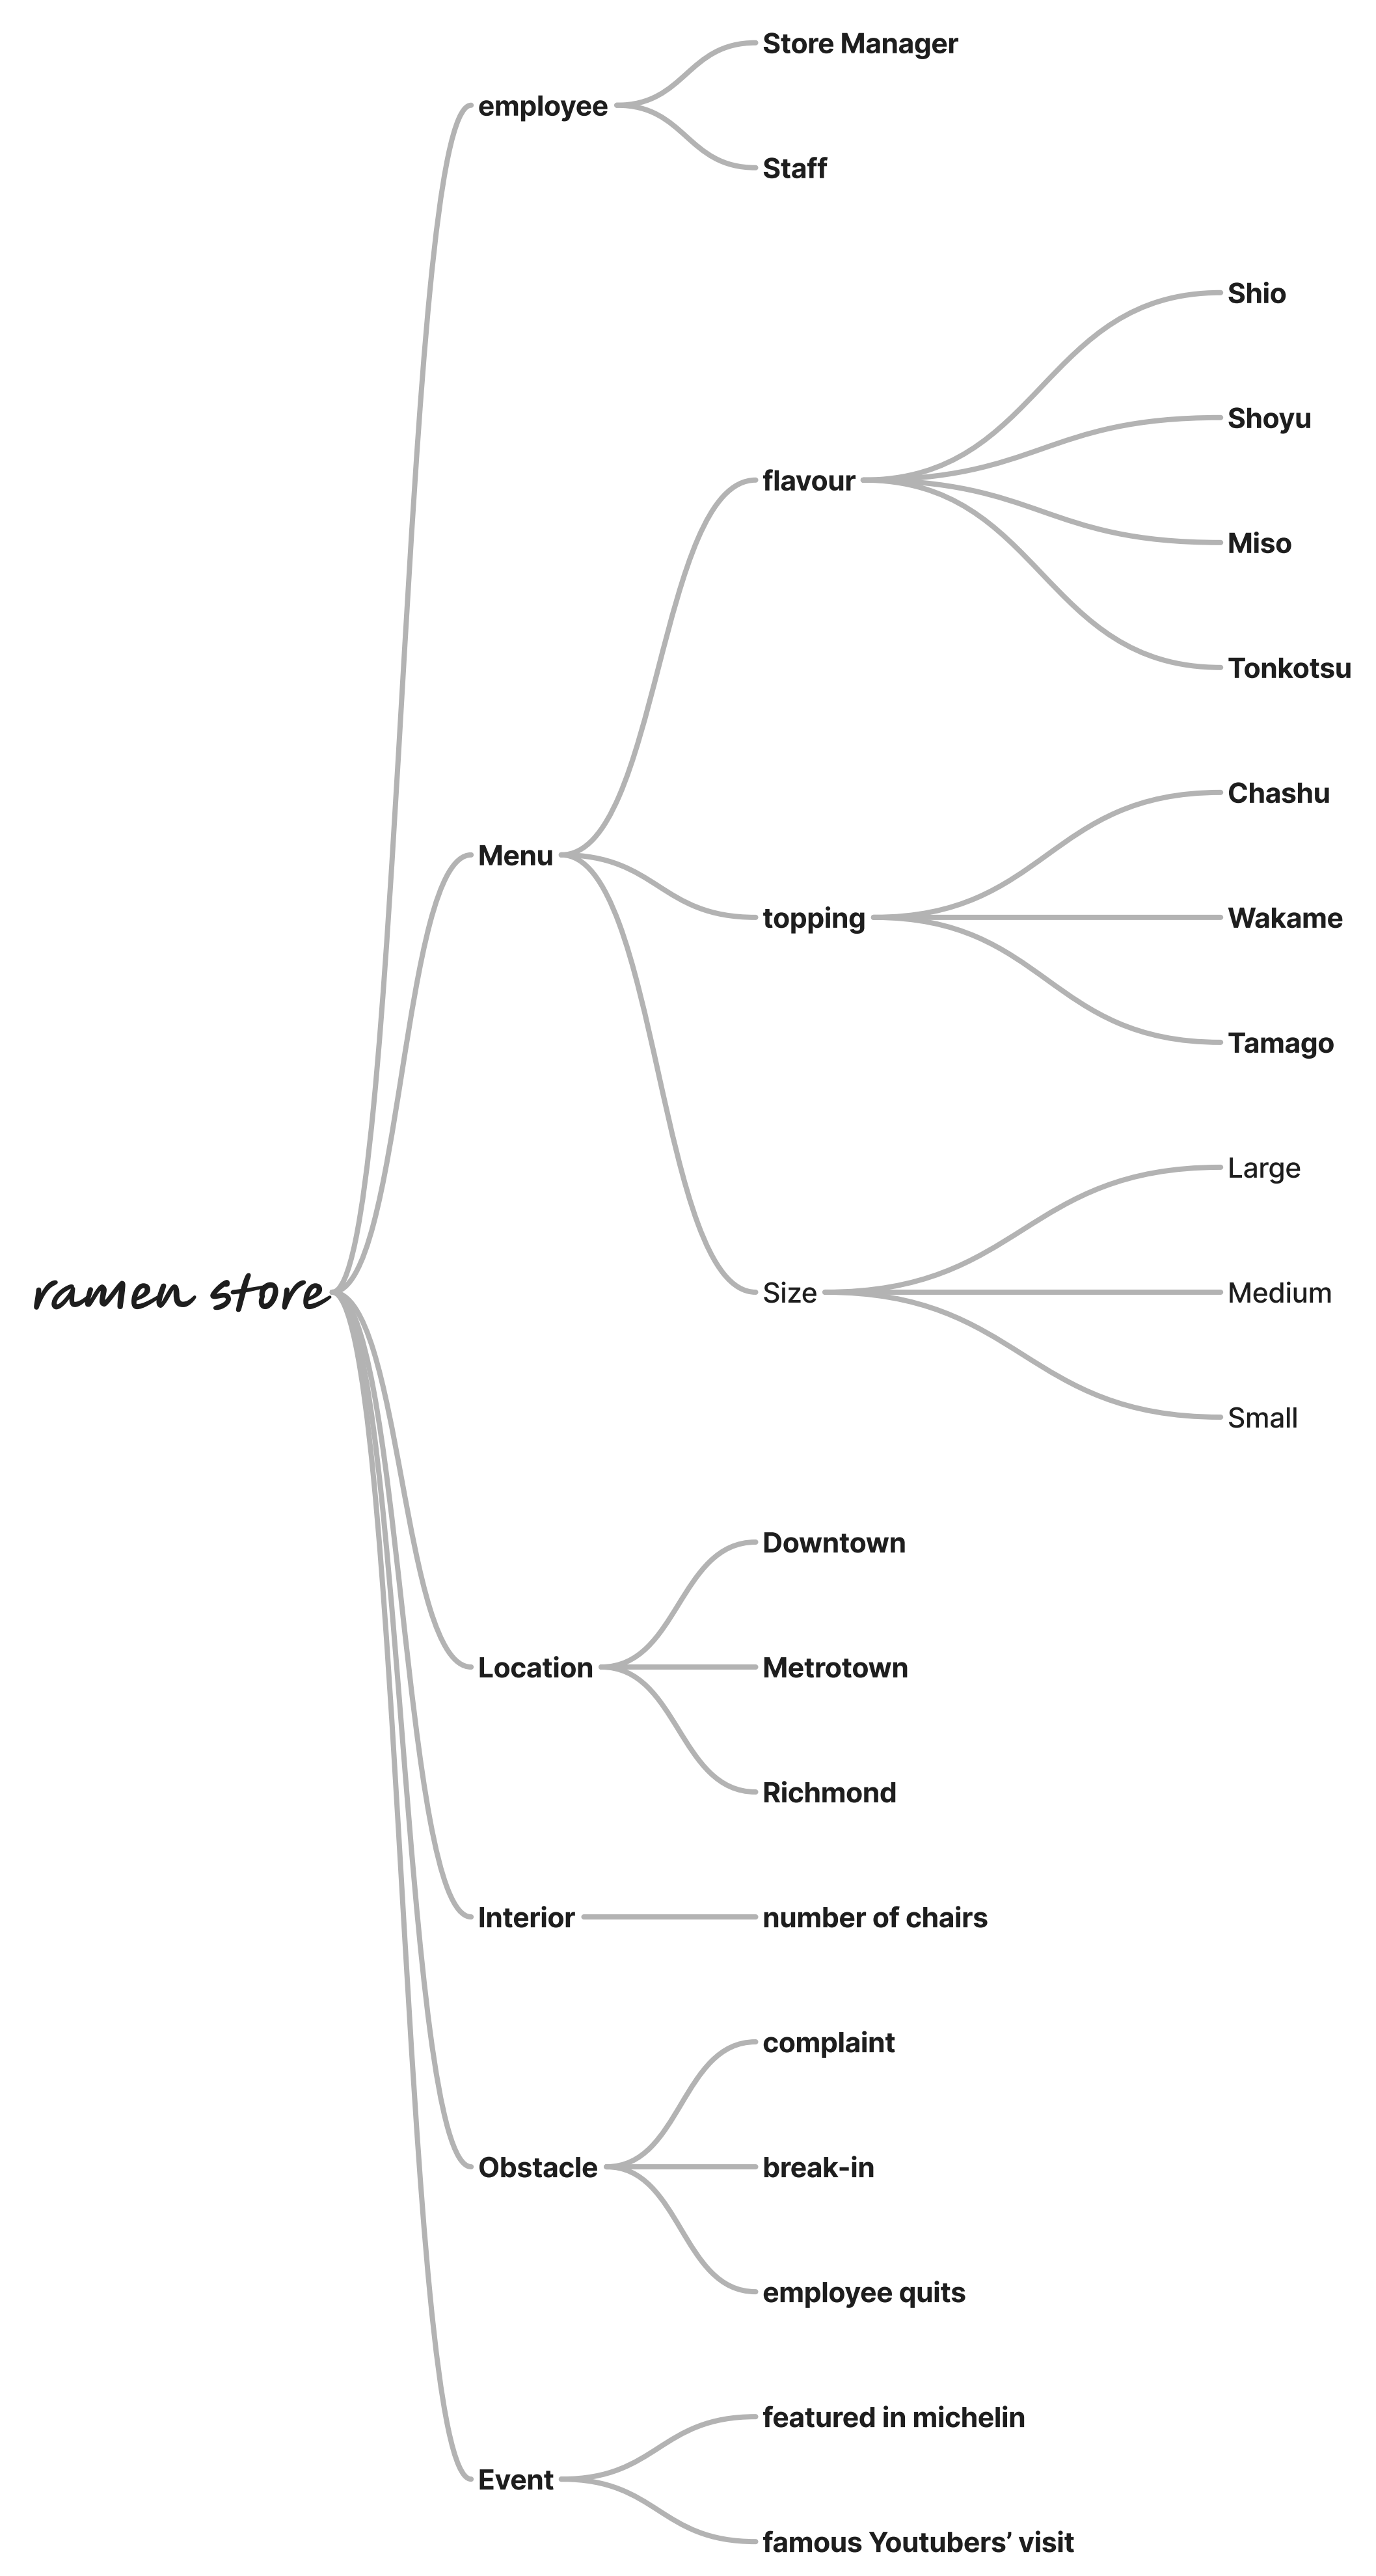 Store Manager
employee
Staff
Shio
Shoyu
flavour
Miso
Tonkotsu
Chashu
Menu
topping
Wakame
Tamago
Large
ramen store
Size
Medium
Small
Downtown
Location
Metrotown
Richmond
Interior
number of chairs
complaint
Obstacle
break-in
employee quits
featured in michelin
Event
famous Youtubers’ visit